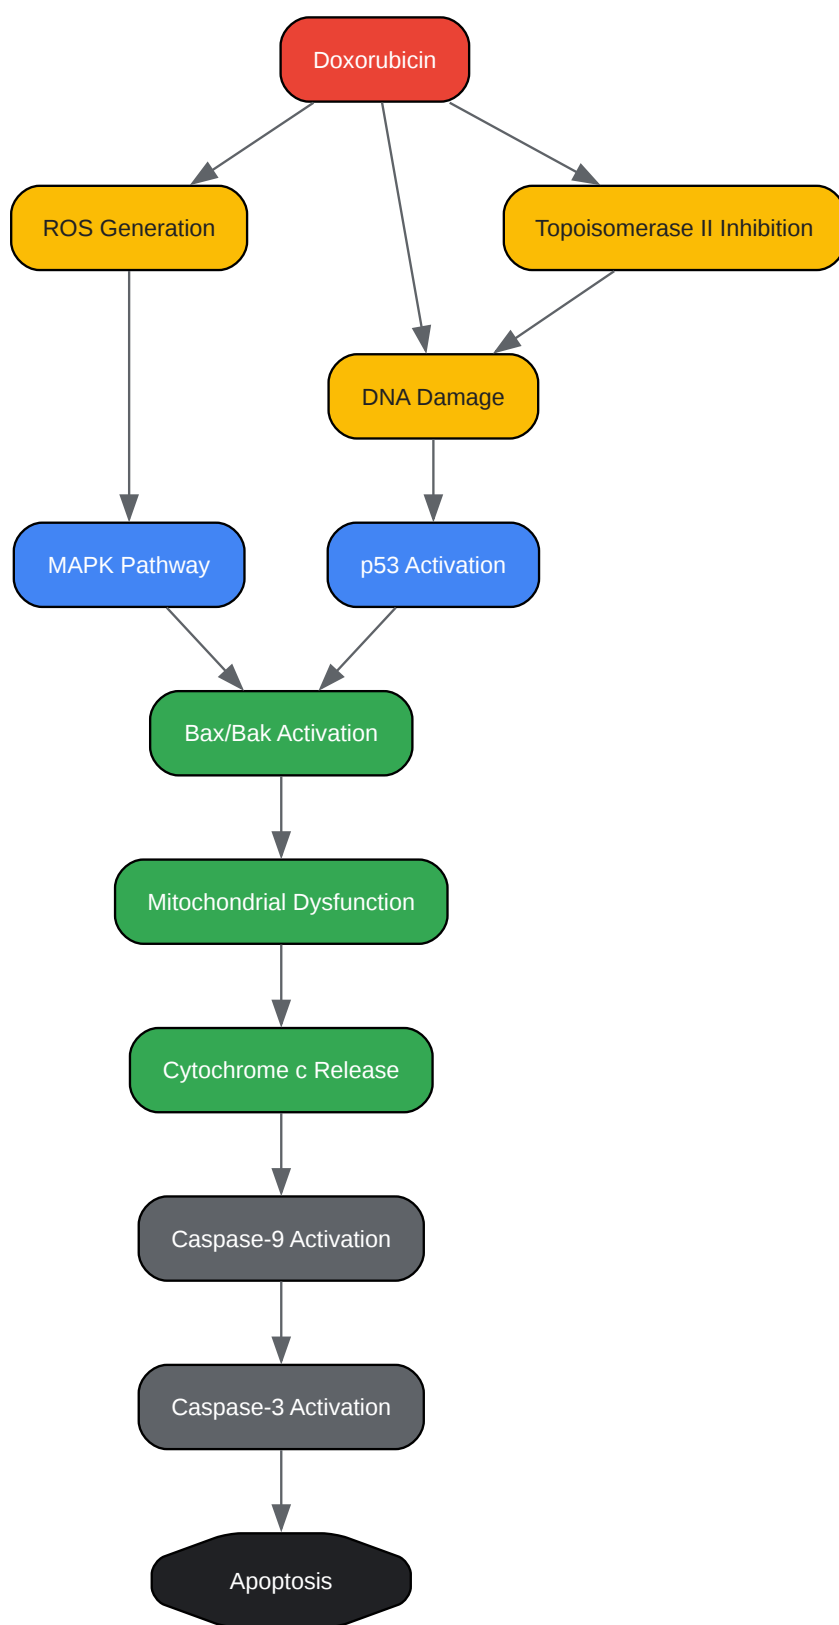 Doxorubicin
ROS Generation
Topoisomerase II Inhibition
DNA Damage
MAPK Pathway
p53 Activation
Bax/Bak Activation
Mitochondrial Dysfunction
Cytochrome c Release
Caspase-9 Activation
Caspase-3 Activation
Apoptosis